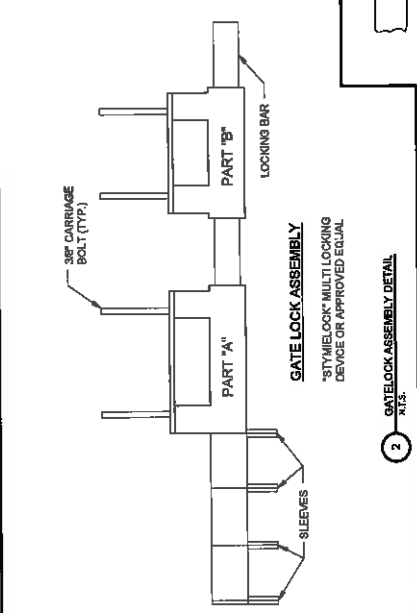 3/8" CARRIAGE
BOLT (TYP.)
PART "A"
PART "B"
LOCKING BAR
SLEEVES
GATE LOCK ASSEMBLY
"STYMIELOCK" MULTI LOCKING
DEVICE OR APPROVED EQUAL
2
GATELOCK ASSEMBLY DETAIL
N.T.S.